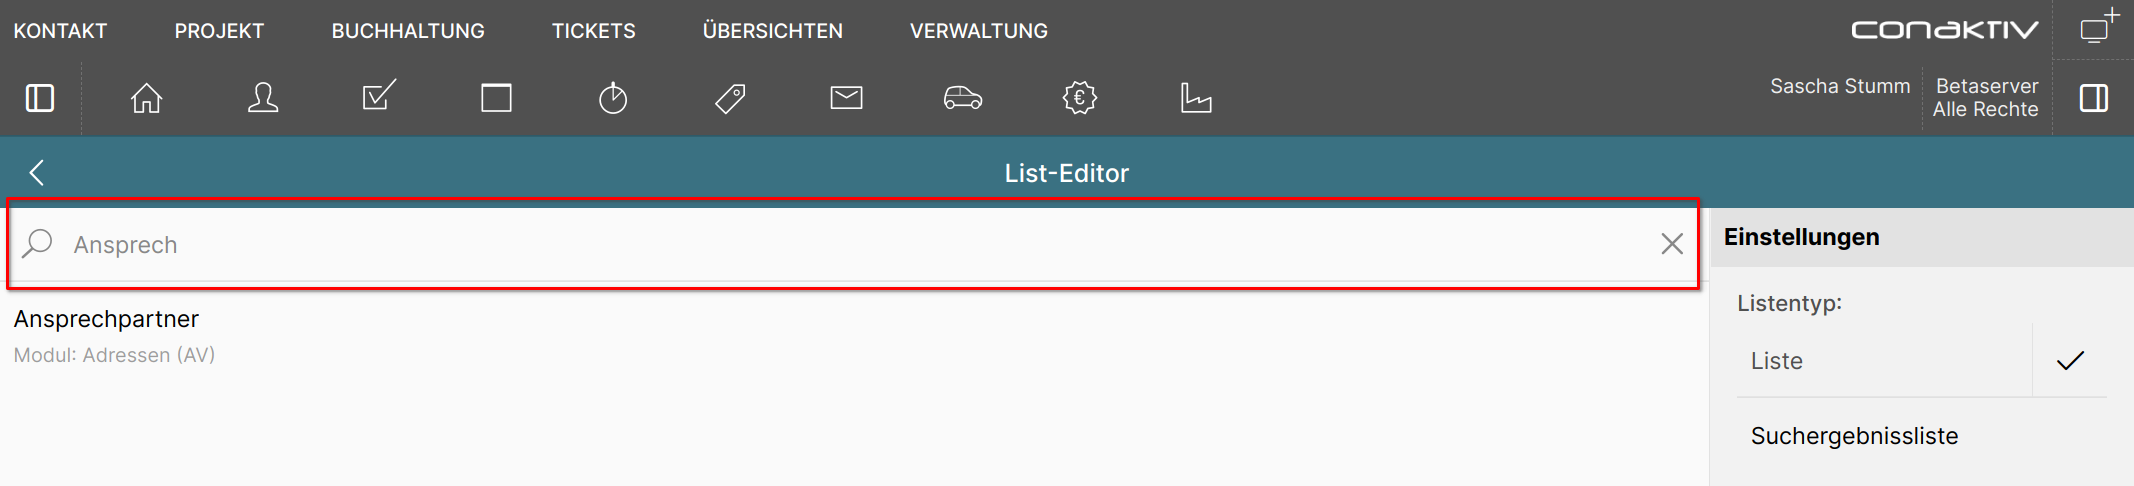 KONTAKT PROJEKT BUCHHALTUNG TICKETS ÜBERSICHTEN VERWALTUNG conaktiv
Sascha Stumm Betaserver
Alle Rechte
List-Editor
Ansprech
Einstellungen
Ansprechpartner
Modul: Adressen (AV)
Listentyp:
Liste
Suchergebnissliste